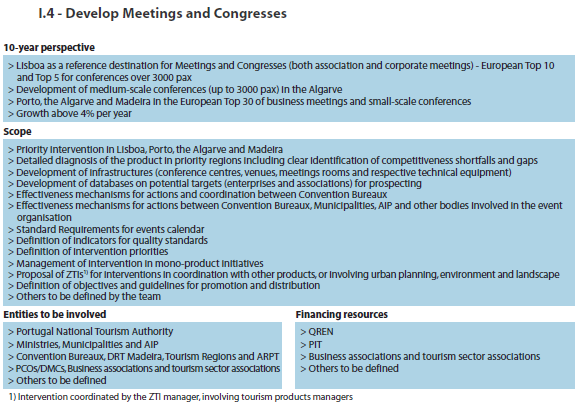 I.4 - Develop Meetings and Congresses
10-year perspective
> Lisboa as a reference destination for Meetings and Congresses (both association and corporate meetings) - European Top 10
and Top 5 for conferences over 3000 pax
> Development of medium-scale conferences (up to 3000 pax) in the Algarve
> Porto, the Algarve and Madeira in the European Top 30 of business meetings and small-scale conferences
> Growth above 4% per year
Scope
> Priority Intervention in Lisboa, Porto, the Algarve and Madeira
> Detailed diagnosis of the product in priority regions including clear identification of competitiveness shortfalls and gaps
> Development of infrastructures (conference centres, venues, meetings rooms and respective technical equipment)
> Development of databases on potential targets (enterprises and associations) for prospecting
> Effectiveness mechanisms for actions and coordination between Convention Bureaux
> Effectiveness mechanisms for actions between Convention Bureaux, Municipalities, AIP and other bodies involved in the event
organisation
> Standard Requirements for events calendar
> Definition of indicators for quality standards
> Definition of intervention priorities
> Management of intervention in mono-product initiatives
> Proposal of ZTIs1) for interventions in coordination with other products, or involving urban planning, environment and landscape
> Definition of objectives and guidelines for promotion and distribution
> Others to be defined by the team
Entities to be involved
> Portugal National Tourism Authority
> Ministries, Municipalities and AIP
> Convention Bureaux, DRT Madeira, Tourism Regions and ARPT
> PCOs/DMCs, Business associations and tourism sector associations
> Others to be defined
Financing resources
> QREN
> PIT
> Business associations and tourism sector associations
> Others to be defined
1) Intervention coordinated by the ZTI manager, involving tourism products managers